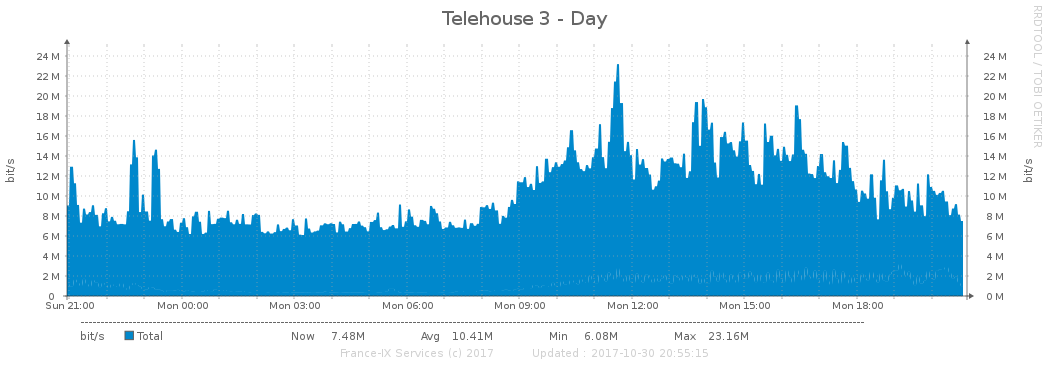 Telehouse 3 - Day
RRDTOOL / TOBI OETIKER
bit/s
24 M 24 M
22 M 22 M
20 M 20 M
18 M 18 M
16 M 16 M
14 M 14 M
12 M 12 M
10 M 10 M
8 M 8 M
6 M 6 M
4 M 4 M
2 M 2 M
0 0 M
bit/s
Sun 21:00 Mon 00:00 Mon 03:00 Mon 06:00 Mon 09:00 Mon 12:00 Mon 15:00 Mon 18:00
bit/s Total Now 7.48M Avg 10.41M Min 6.08M Max 23.16M
France-IX Services (c) 2017 Updated : 2017-10-30 20:55:15